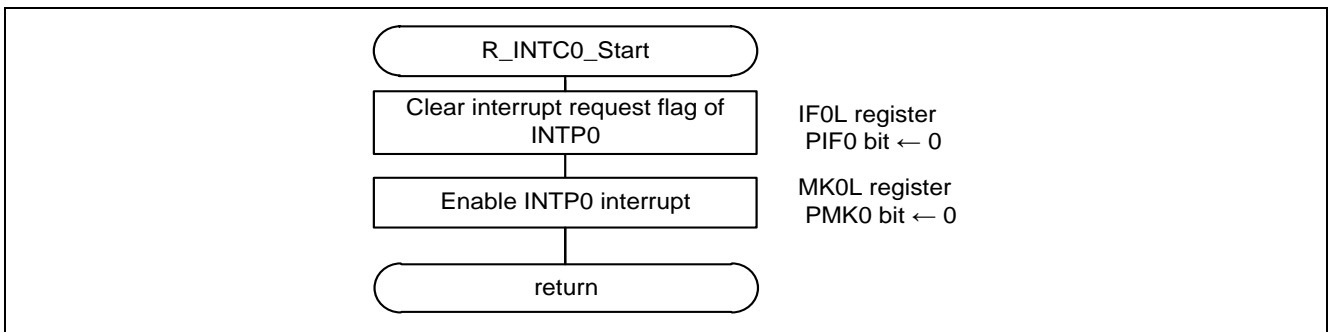 R_INTC0_Start
Clear interrupt request flag of
INTP0
IF0L register
PIF0 bit ← 0
Enable INTP0 interrupt
MK0L register
PMK0 bit ← 0
return